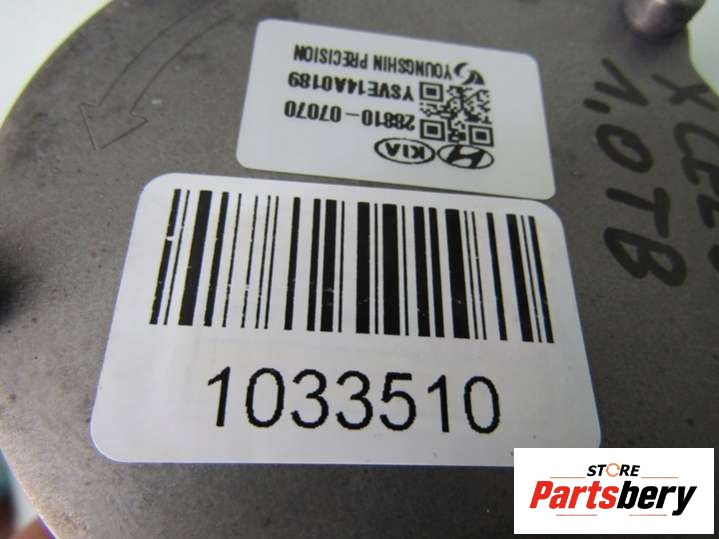 YOUNGSHIN PRECISION
YSVE14A0189
28810-07070
KIA
1033510
1,0TB
STORE
Partsbery